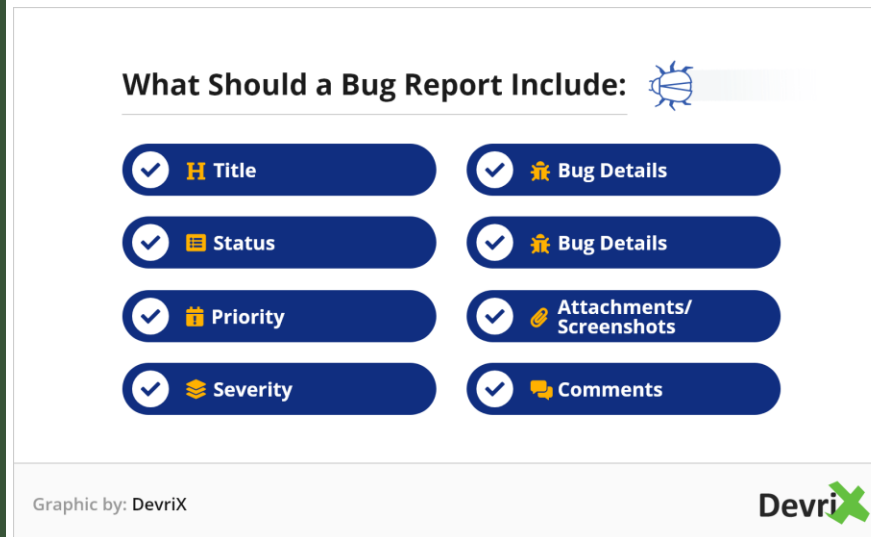 What Should a Bug Report Include:
Title
Status
Priority
Severity
Bug Details
Bug Details
Attachments/
Screenshots
Comments
Graphic by: DevriX
DevriX